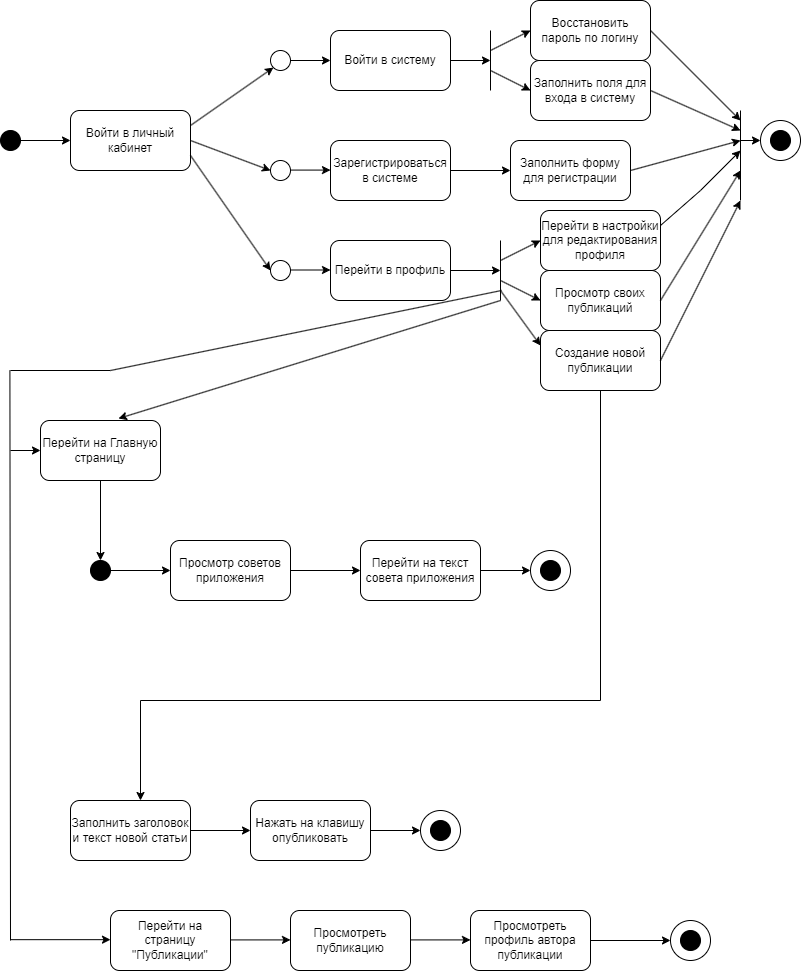 Восстановить
пароль по логину
Войти в систему
Заполнить поля для
входа в систему
Войти в личный
кабинет
Зарегистрироваться
в системе
Заполнить форму
для регистрации
Перейти в профиль
Перейти в настройки
для редактирования
профиля
Просмотр своих
публикаций
Создание новой
публикации
Перейти на Главную
страницу
Просмотр советов
приложения
Перейти на текст
совета приложения
Заполнить заголовок
и текст новой статьи
Нажать на клавишу
опубликовать
Перейти на
страницу
"Публикации"
Просмотреть
публикацию
Просмотреть
профиль автора
публикации